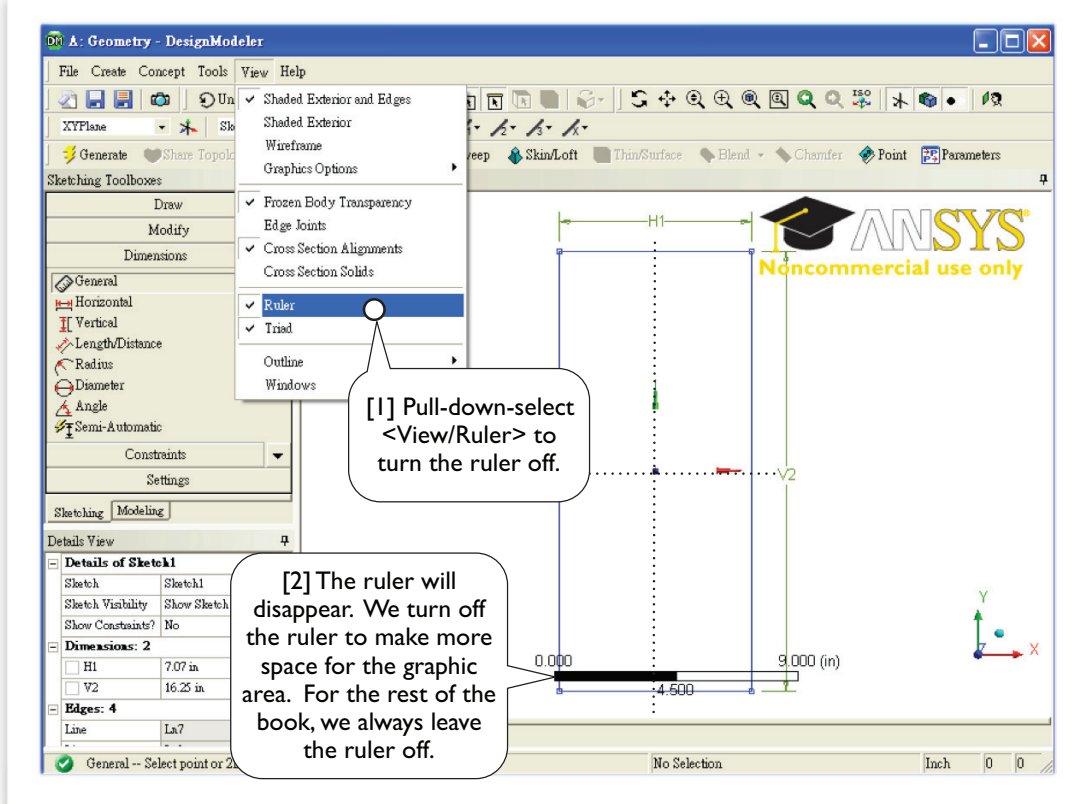 DM A: Geometry - DesignModeler
File Create Concept Tools View Help
Un
ISO
XYPlane
Generate Share Topolo
Skin/Loft Thin/Surface Blend Chamfer Point Parameters
Sketching Toolboxes
Draw
Modify
Dimensions
General
Horizontal
Vertical
Length/Distance
Radius
Diameter
Angle
Semi-Automatic
Constraints
Settings
Sketching Modeling
Shaded Exterior and Edges
Shaded Exterior
Wireframe
Graphics Options
Frozen Body Transparency
Edge Joints
Cross Section Alignments
Cross Section Solids
Ruler
Triad
Outline
Windows
[1] Pull-down-select
<View/Ruler> to
turn the ruler off.
H1
ANSYS
Noncommercial use only
V2
Details View
Details of Sketch1
Sketch Sketch1
Sketch Visibility Show Sketch
Show Constraints? No
Dimensions: 2
H1 7.07 in
V2 16.25 in
Edges: 4
Line Ln7
[2] The ruler will
disappear. We turn off
the ruler to make more
space for the graphic
area. For the rest of the
book, we always leave
the ruler off.
0.000 9.000 (in)
4.500
Y
Z X
General -- Select point or 2
No Selection Inch 0 0